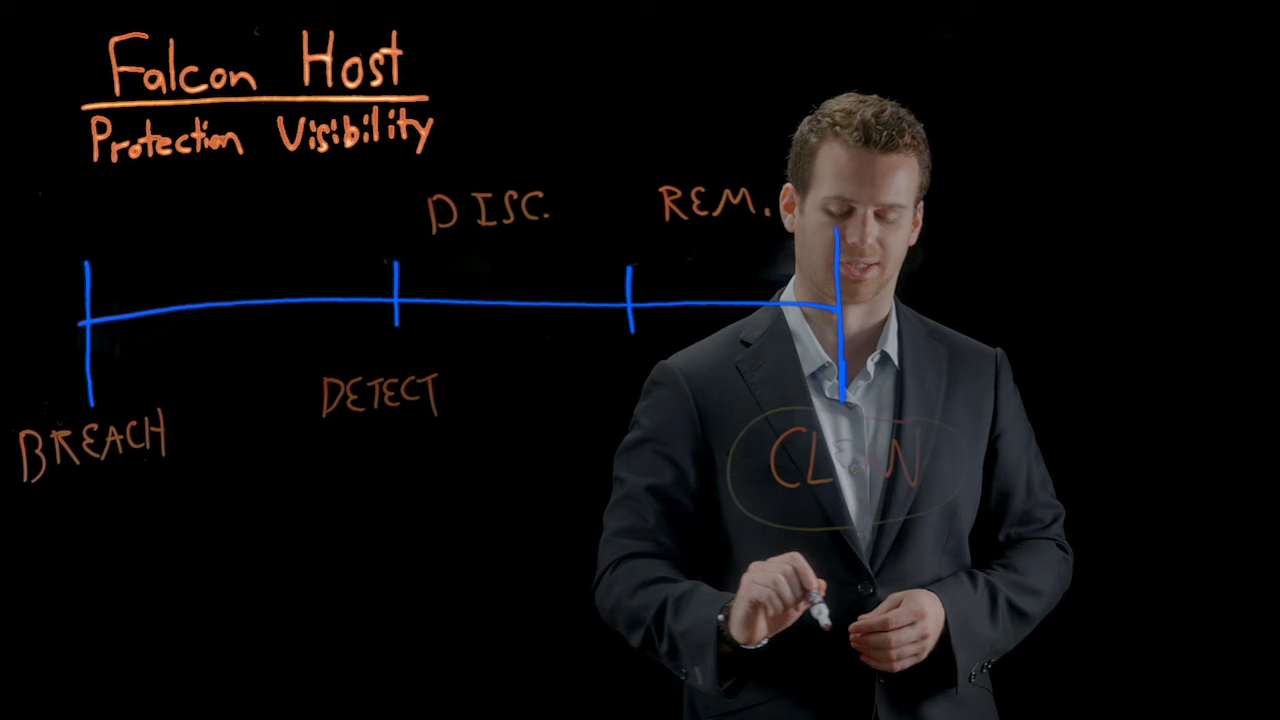 Falcon Host
Protection Visibility
DISC. REM.
DETECT
BREACH
CLEAN